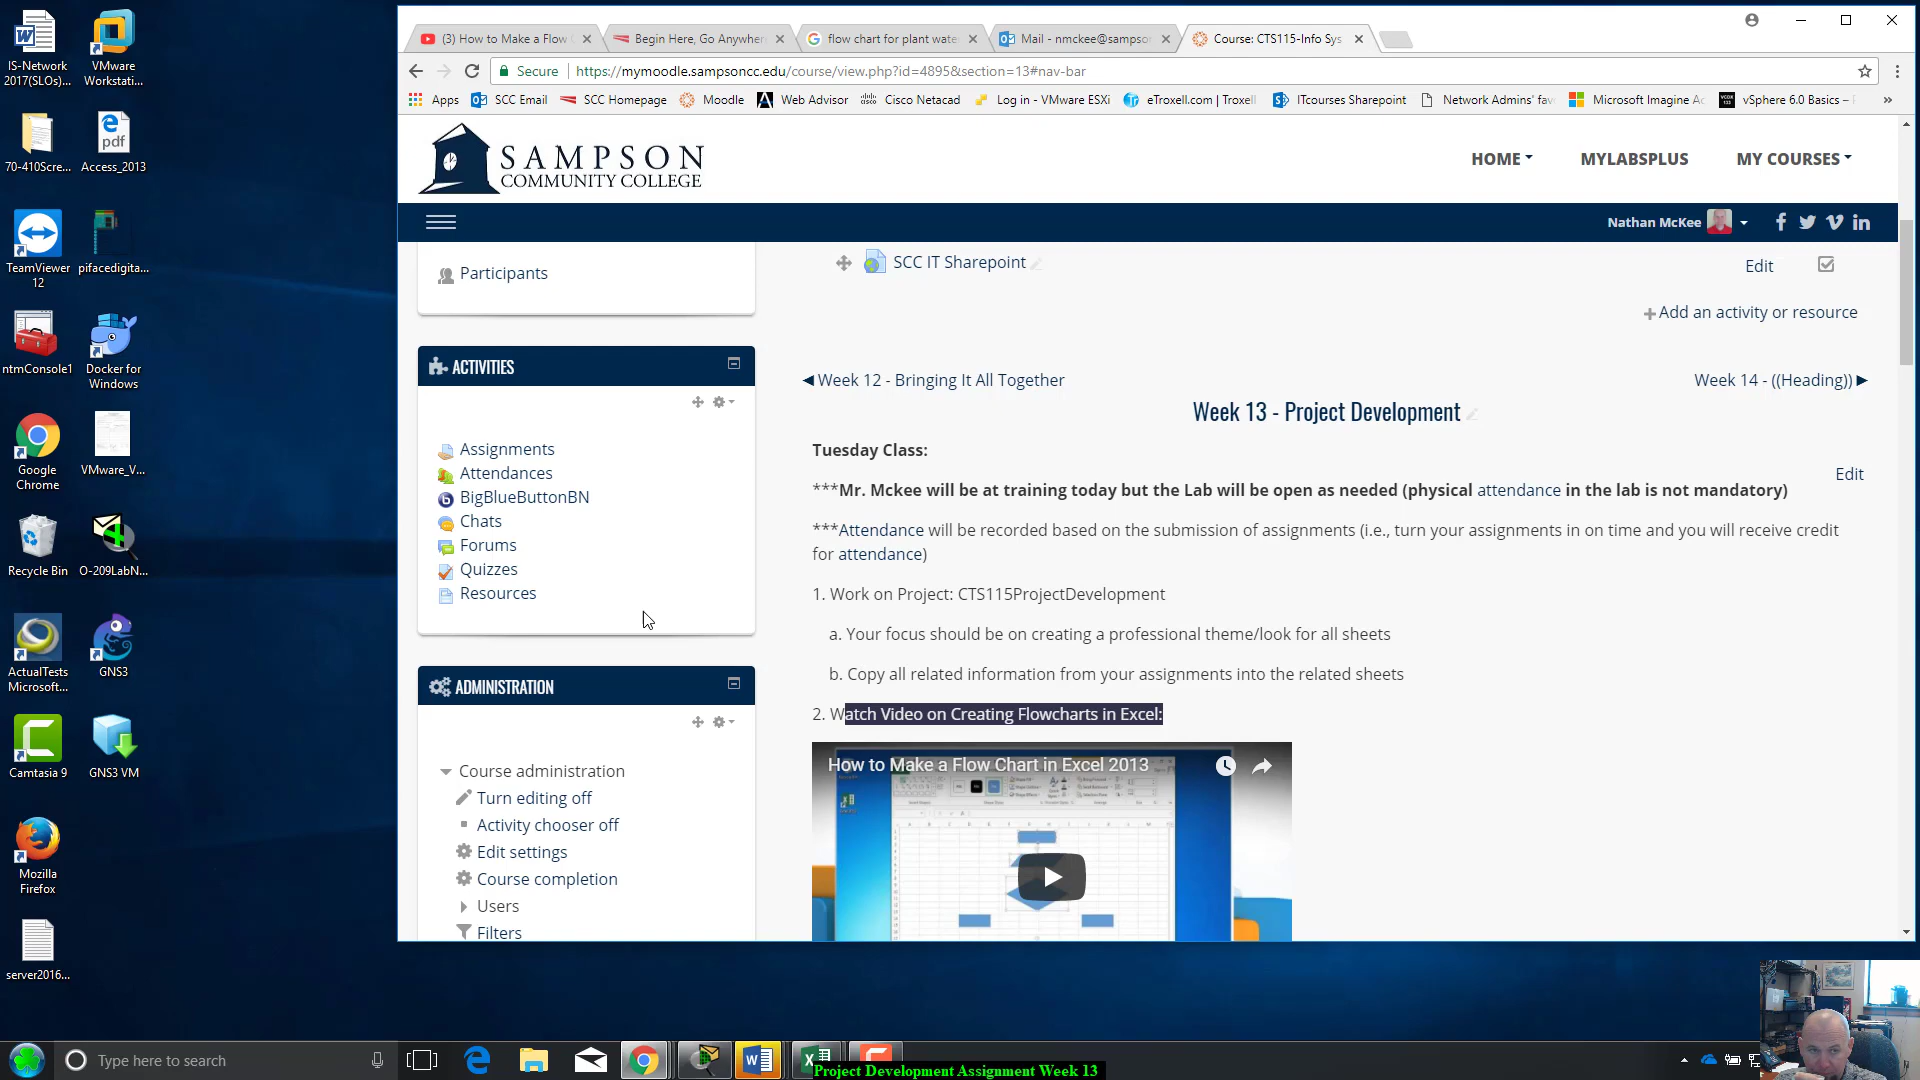 IS-Network
2017(SLOs)...
VMware
Workstati...
70-410Scre...
Access_2013
TeamViewer
12
pifacedigita...
ntmConsole1
Docker for
Windows
Google
Chrome
VMware_V...
Recycle Bin
O-209LabN...
ActualTests
Microsoft...
GNS3
Camtasia 9
GNS3 VM
Mozilla
Firefox
server2016...
(3) How to Make a Flow
Begin Here, Go Anywher
flow chart for plant wate
Mail - nmckee@sampso
Course: CTS115-Info Sys
Secure
https://mymoodle.sampsoncc.edu/course/view.php?id=4895&section=13#nav-bar
Apps
SCC Email
SCC Homepage
Moodle
Web Advisor
Cisco Netacad
Log in - VMware ESXi
eTroxell.com | Troxell
ITcourses Sharepoint
Network Admins' fav
Microsoft Imagine Ac
vSphere 6.0 Basics –
SAMPSON
COMMUNITY COLLEGE
HOME
MYLABSPLUS
MY COURSES
Nathan McKee
Participants
ACTIVITIES
Assignments
Attendances
BigBlueButtonBN
Chats
Forums
Quizzes
Resources
ADMINISTRATION
Course administration
Turn editing off
Activity chooser off
Edit settings
Course completion
Users
Filters
SCC IT Sharepoint
Edit
Add an activity or resource
Week 12 - Bringing It All Together
Week 14 - ((Heading))
Week 13 - Project Development
Tuesday Class:
Edit
***Mr. Mckee will be at training today but the Lab will be open as needed (physical attendance in the lab is not mandatory)
***Attendance will be recorded based on the submission of assignments (i.e., turn your assignments in on time and you will receive credit
for attendance)
1. Work on Project: CTS115ProjectDevelopment
a. Your focus should be on creating a professional theme/look for all sheets
b. Copy all related information from your assignments into the related sheets
2. Watch Video on Creating Flowcharts in Excel:
How to Make a Flow Chart in Excel 2013
Type here to search
Project Development Assignment Week 13